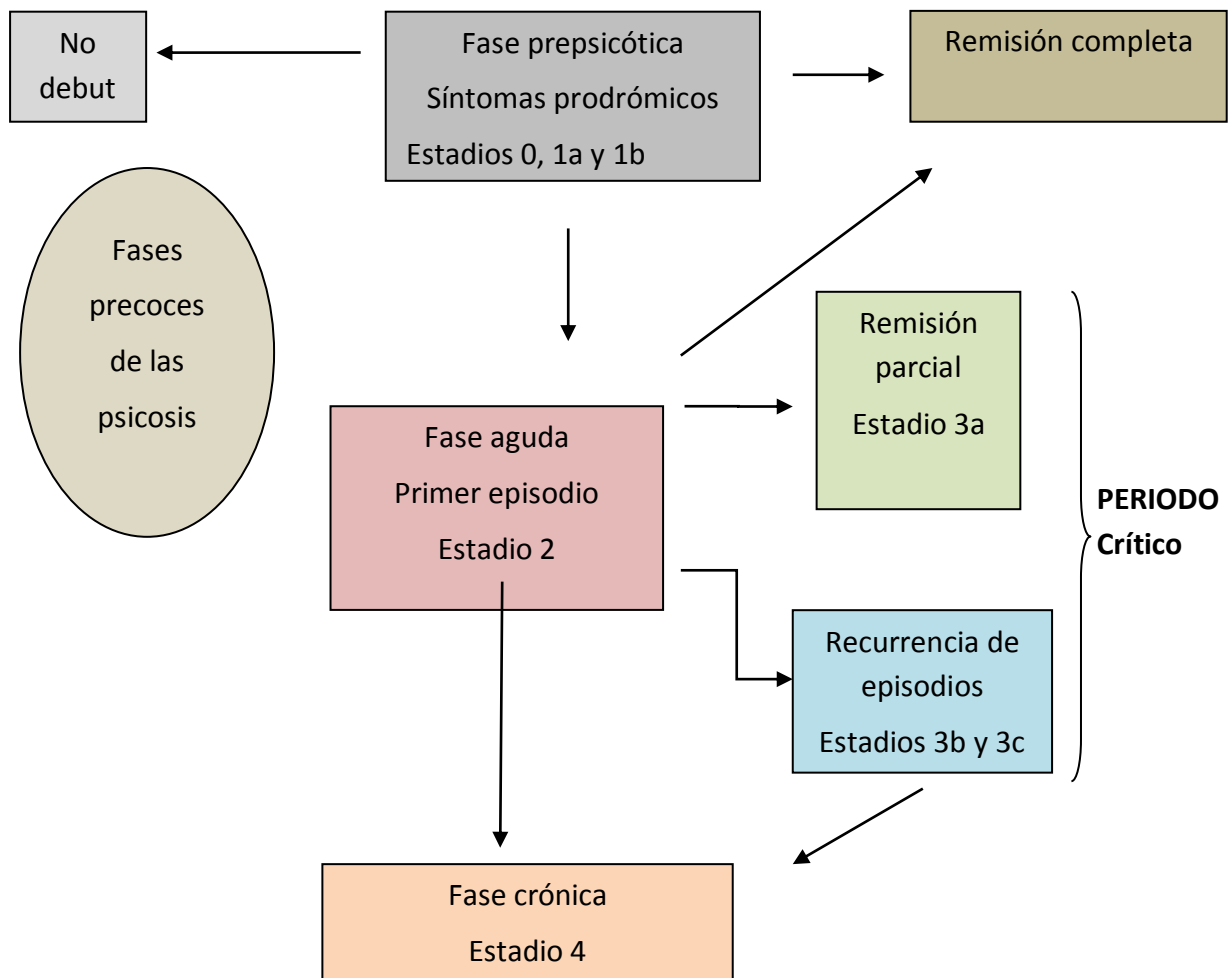 No
debut
Fase prepsicótica
Síntomas prodrómicos
Estadios 0, 1a y 1b
Remisión completa
Fases
precoces
de las
psicosis
Remisión
parcial
Estadio 3a
Fase aguda
Primer episodio
Estadio 2
PERIODO
Crítico
Recurrencia de
episodios
Estadios 3b y 3c
Fase crónica
Estadio 4